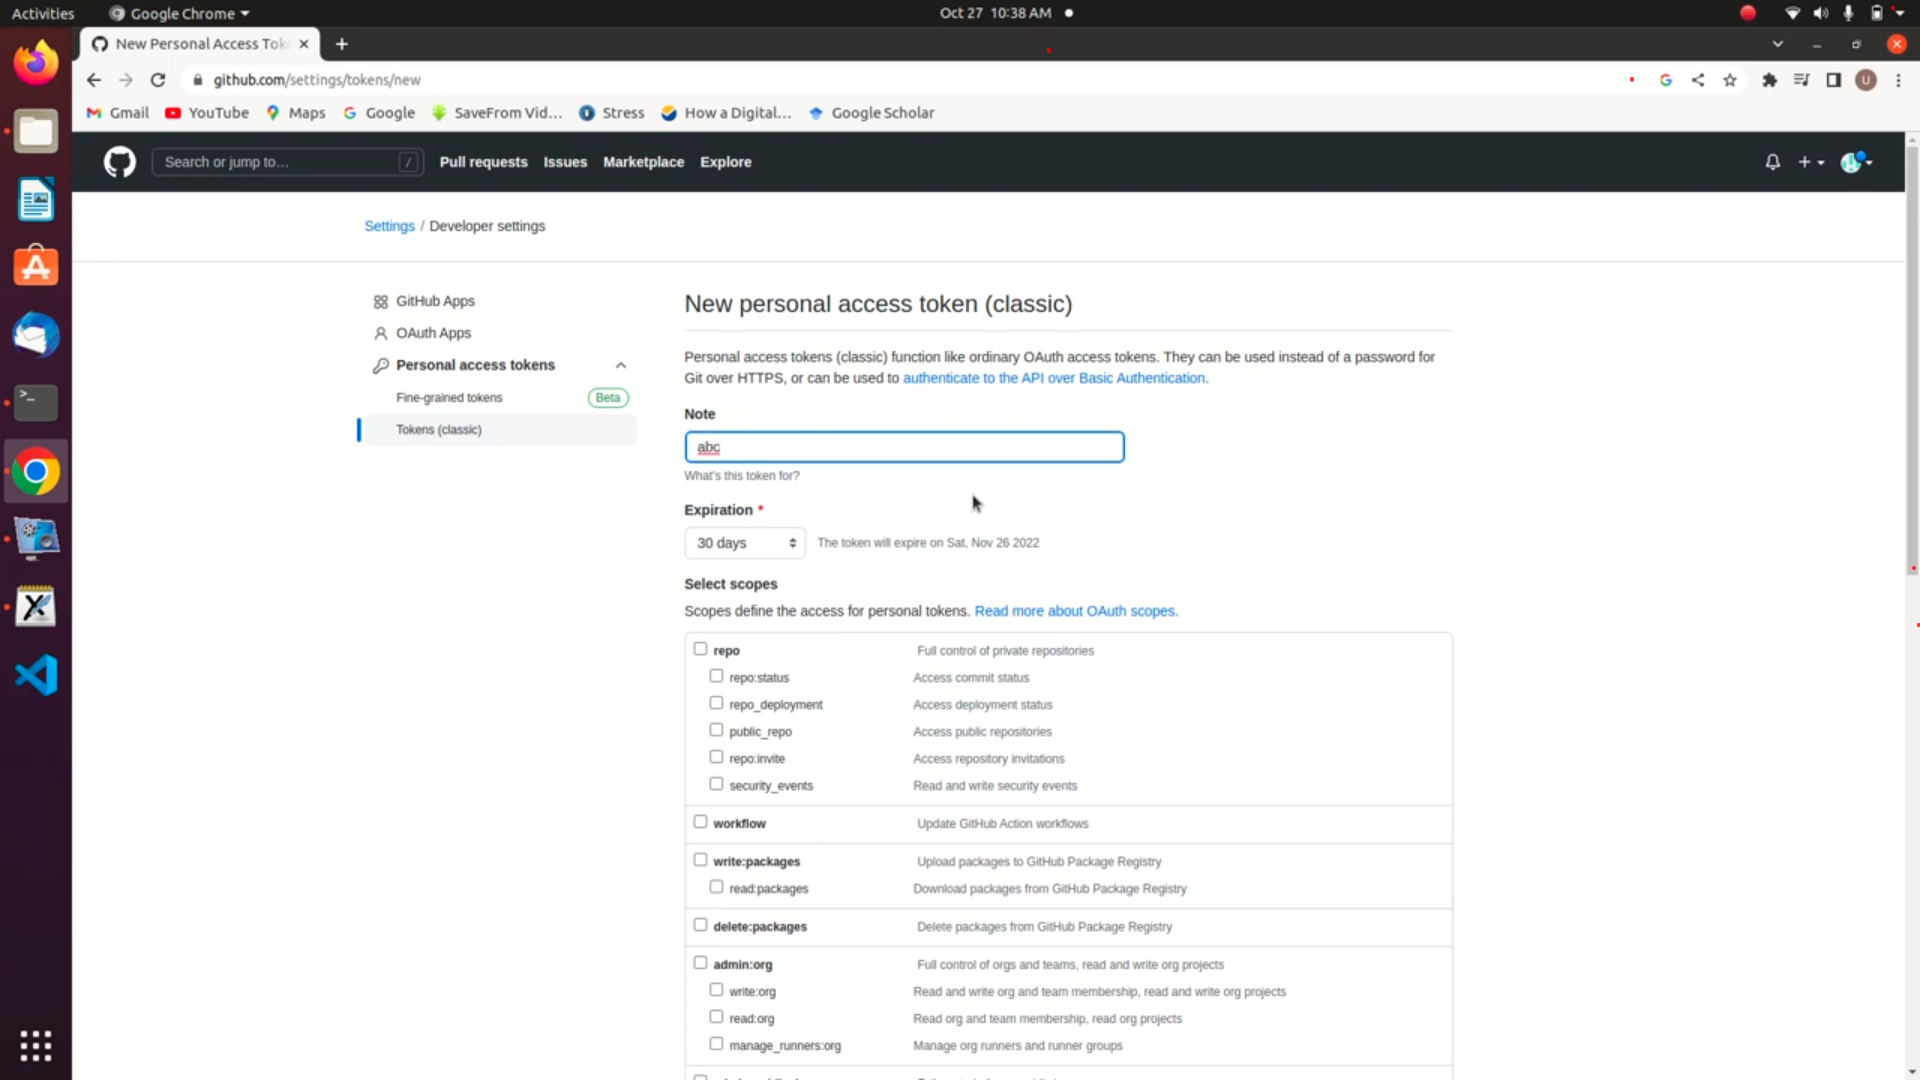 Activities
Google Chrome
Oct 27 10:38 AM
New Personal Access Tok
github.com/settings/tokens/new
U
Gmail
YouTube
Maps
Google
SaveFrom Vid...
Stress
How a Digital...
Google Scholar
Search or jump to...
/
Pull requests
Issues
Marketplace
Explore
Settings / Developer settings
GitHub Apps
OAuth Apps
Personal access tokens
Fine-grained tokens
Beta
Tokens (classic)
New personal access token (classic)
Personal access tokens (classic) function like ordinary OAuth access tokens. They can be used instead of a password for
Git over HTTPS, or can be used to authenticate to the API over Basic Authentication.
Note
abc
What's this token for?
Expiration *
30 days
The token will expire on Sat, Nov 26 2022
Select scopes
Scopes define the access for personal tokens. Read more about OAuth scopes.
repo Full control of private repositories
repo:status Access commit status
repo_deployment Access deployment status
public_repo Access public repositories
repo:invite Access repository invitations
security_events Read and write security events
workflow Update GitHub Action workflows
write:packages Upload packages to GitHub Package Registry
read:packages Download packages from GitHub Package Registry
delete:packages Delete packages from GitHub Package Registry
admin:org Full control of orgs and teams, read and write org projects
write:org Read and write org and team membership, read and write org projects
read:org Read org and team membership, read org projects
manage_runners:org Manage org runners and runner groups